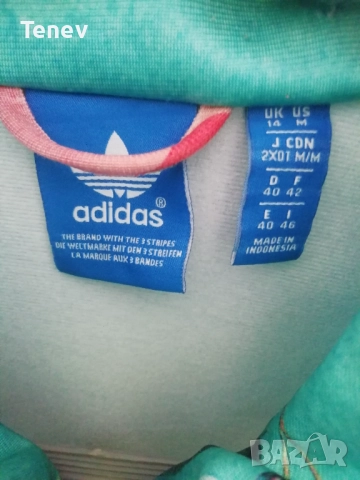 Tenev
adidas
®
THE BRAND WITH THE 3 STRIPES
DIE WELTMARKE MIT DEN 3 STREIFEN
LA MARQUE AUX 3 BANDES
UK US
14 M
J CDN
2XOT M/M
D F
40 42
E I
40 46
MADE IN
INDONESIA
BAZAR